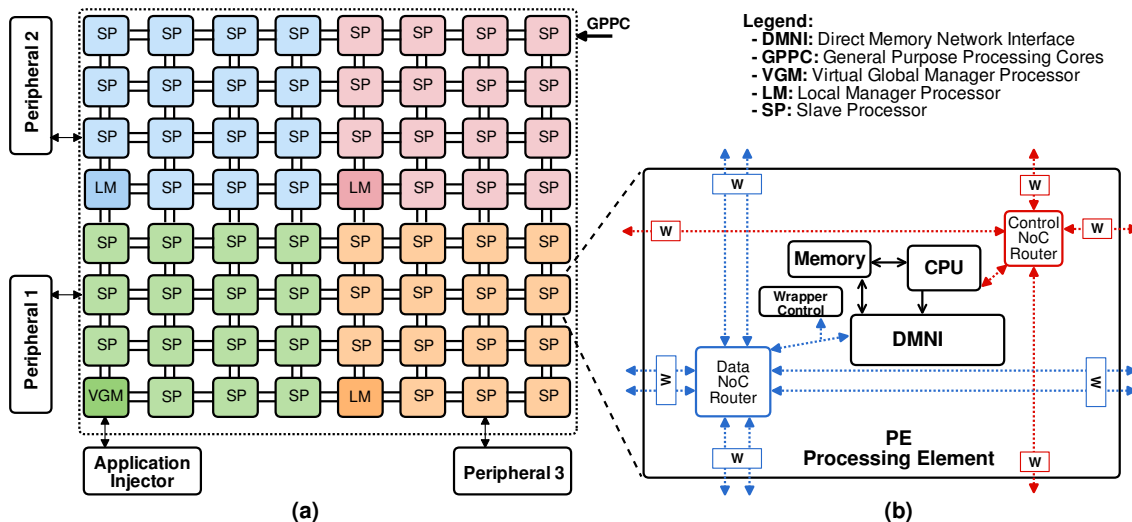 Peripheral 2
Peripheral 1
SP SP SP SP SP SP SP SP
SP SP SP SP SP SP SP SP
SP SP SP SP SP SP SP SP
LM SP SP SP LM SP SP SP
SP SP SP SP SP SP SP SP
SP SP SP SP SP SP SP SP
SP SP SP SP SP SP SP SP
VGM SP SP SP LM SP SP SP
GPPC
Application
Injector
Peripheral 3
(a)
Legend:
- DMNI: Direct Memory Network Interface
- GPPC: General Purpose Processing Cores
- VGM: Virtual Global Manager Processor
- LM: Local Manager Processor
- SP: Slave Processor
W
W
W
W
Control
NoC
Router
Memory
CPU
Wrapper
Control
DMNI
Data
NoC
Router
W
W
W
W
PE
Processing Element
(b)